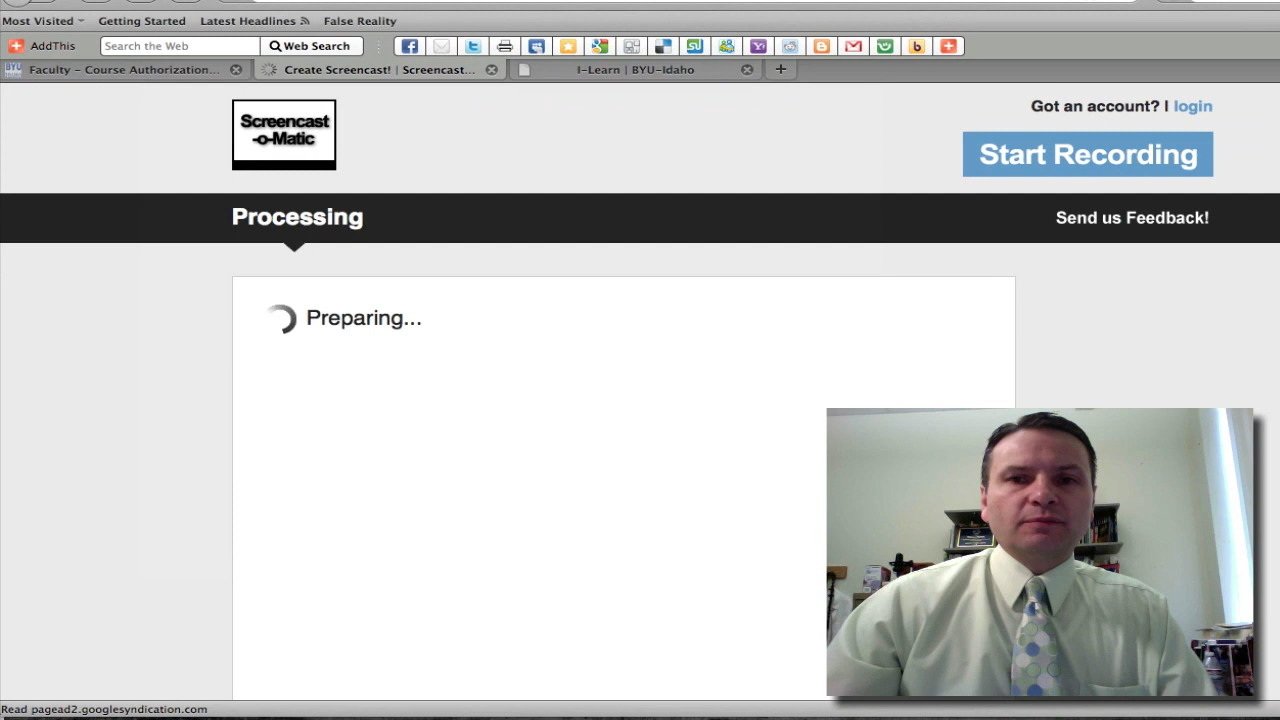 Most Visited
Getting Started
Latest Headlines
False Reality
AddThis
Search the Web
Web Search
Faculty – Course Authorization...
Create Screencast! | Screencast...
I-Learn | BYU-Idaho
Screencast
-o-Matic
Got an account? | login
Start Recording
Processing
Send us Feedback!
Preparing...
Read pagead2.googlesyndication.com